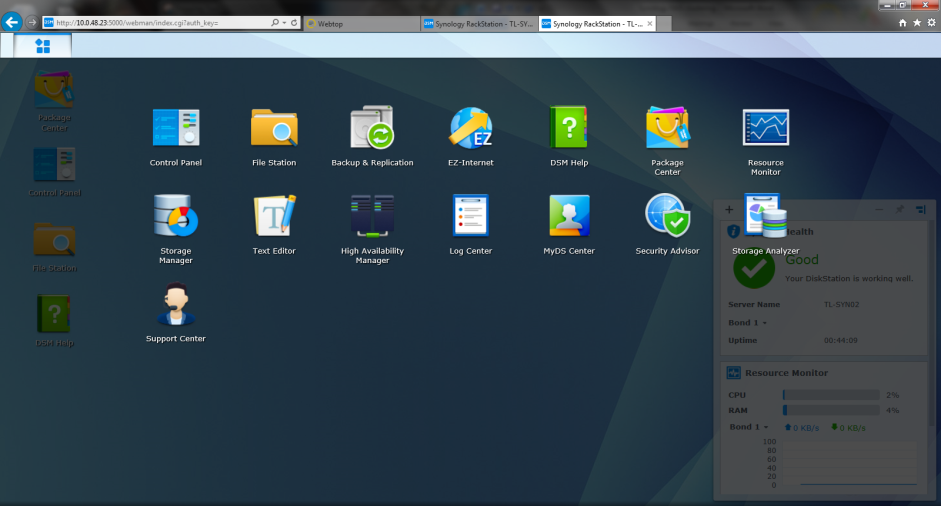 http://10.0.48.23:5000/webman/index.cgi?auth_key=
Webtop
Synology RackStation - TL-SY...
Synology RackStation - TL-...
Package
Center
Control Panel
File Station
DSM Help
Control Panel
File Station
Backup & Replication
EZ
EZ-Internet
DSM Help
Package
Center
Resource
Monitor
Storage
Manager
Text Editor
High Availability
Manager
Log Center
MyDS Center
Security Advisor
Storage Analyzer
Support Center
Health
Good
Your DiskStation is working well.
Server Name TL-SYN02
Bond 1
Uptime 00:44:09
Resource Monitor
CPU 2%
RAM 4%
Bond 1 0 KB/s 0 KB/s
100
80
60
40
20
0